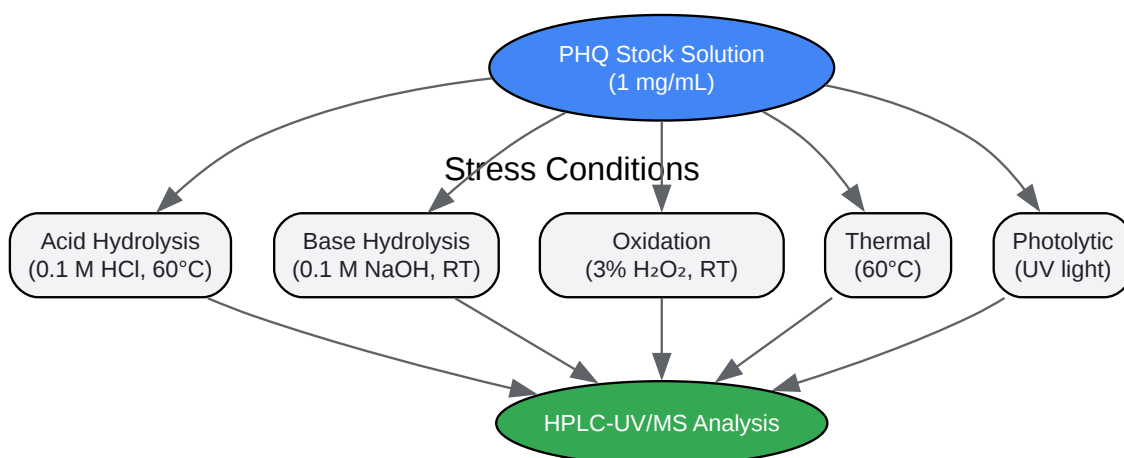 PHQ Stock Solution
(1 mg/mL)
Stress Conditions
Acid Hydrolysis
(0.1 M HCl, 60°C)
Base Hydrolysis
(0.1 M NaOH, RT)
Oxidation
(3% H₂O₂, RT)
Thermal
(60°C)
Photolytic
(UV light)
HPLC-UV/MS Analysis